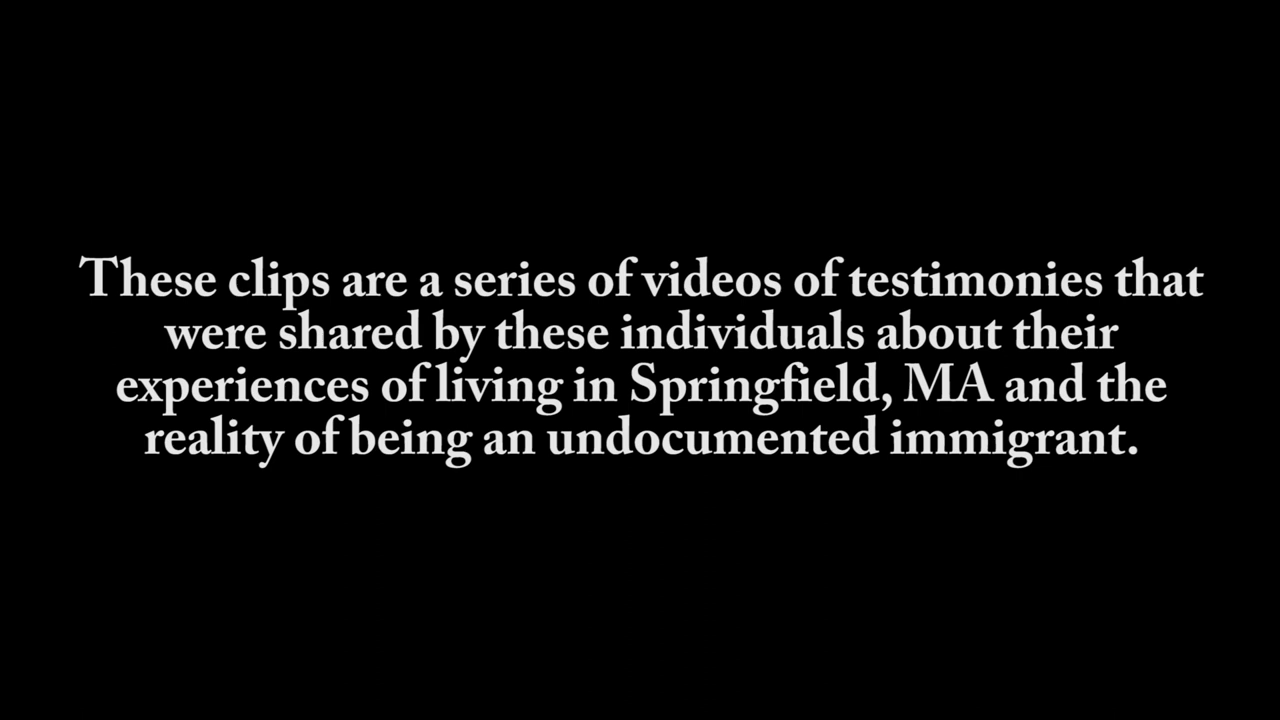 These clips are a series of videos of testimonies that
were shared by these individuals about their
experiences of living in Springfield, MA and the
reality of being an undocumented immigrant.